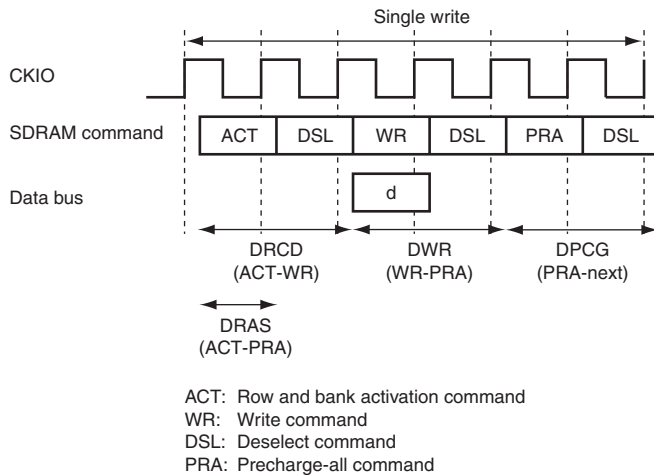 Single write
CKIO
SDRAM command ACT DSL WR DSL PRA DSL
Data bus d
DRCD DWR DPCG
(ACT-WR) (WR-PRA) (PRA-next)
DRAS
(ACT-PRA)
ACT: Row and bank activation command
WR: Write command
DSL: Deselect command
PRA: Precharge-all command